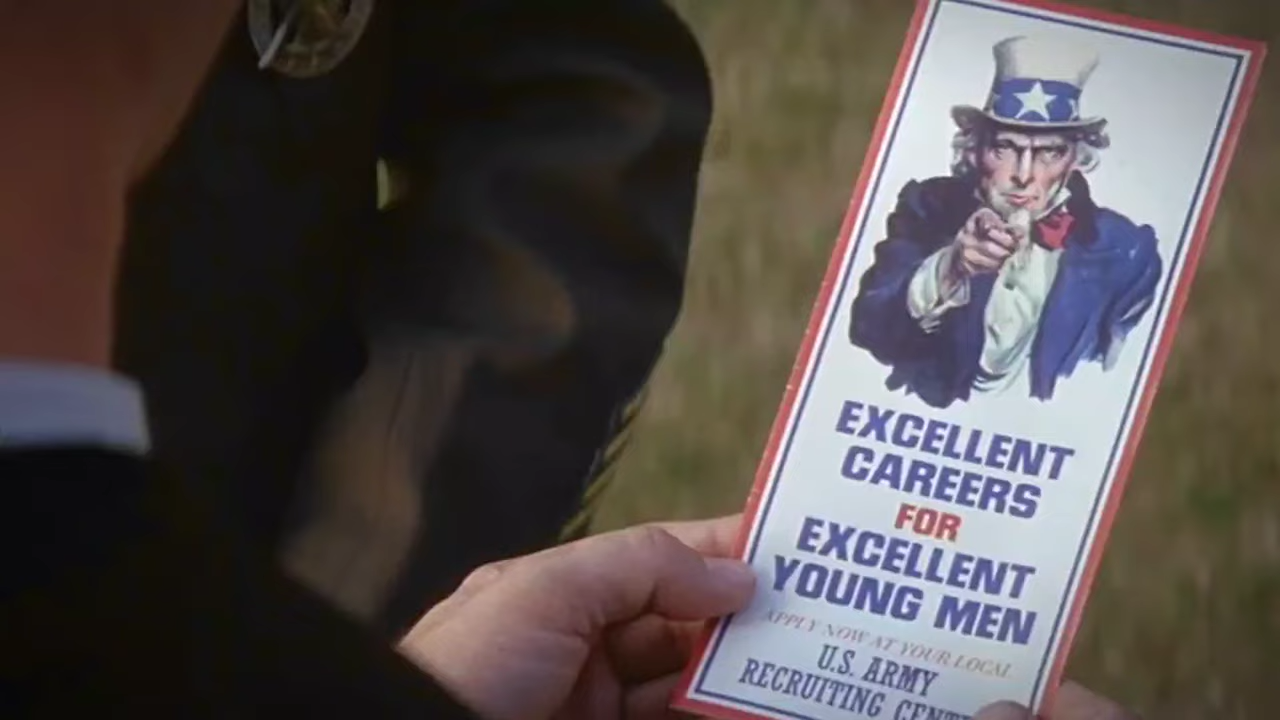 EXCELLENT
CAREERS
FOR
EXCELLENT
YOUNG MEN
APPLY NOW AT YOUR LOCAL
U.S. ARMY
RECRUITING